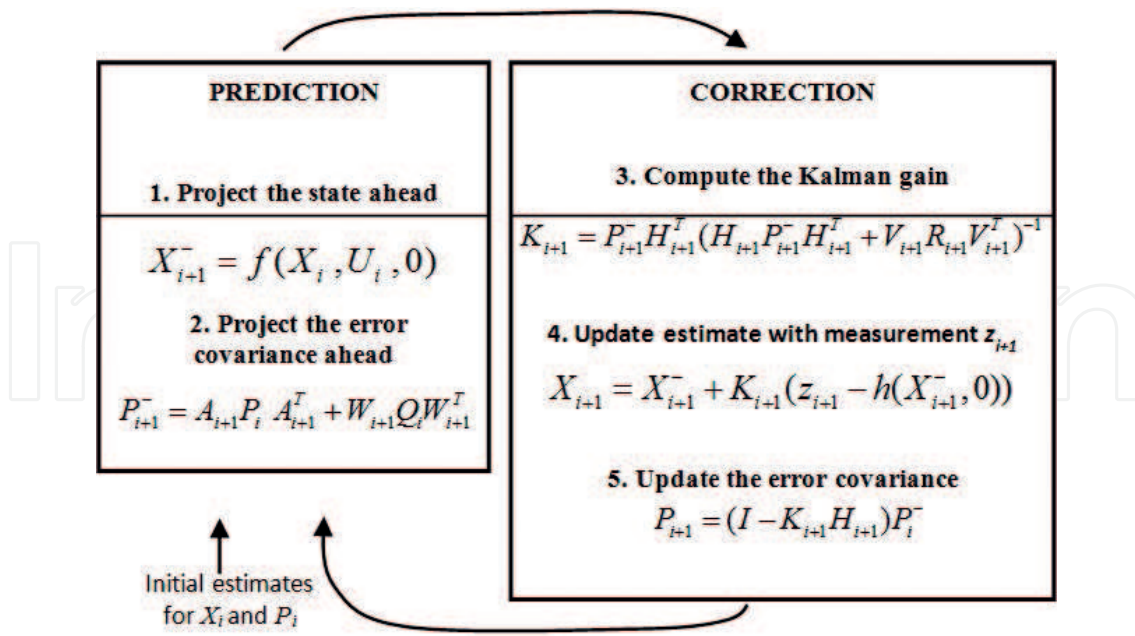 PREDICTION
1. Project the state ahead
X⁻ᵢ₊₁ = f(Xᵢ, Uᵢ, 0)
2. Project the error
covariance ahead
P⁻ᵢ₊₁ = Aᵢ₊₁Pᵢ Aᵀᵢ₊₁ + Wᵢ₊₁QᵢWᵀᵢ₊₁
CORRECTION
3. Compute the Kalman gain
Kᵢ₊₁ = P⁻ᵢ₊₁Hᵀᵢ₊₁(Hᵢ₊₁P⁻ᵢ₊₁Hᵀᵢ₊₁ + Vᵢ₊₁Rᵢ₊₁Vᵀᵢ₊₁)⁻¹
4. Update estimate with measurement zᵢ₊₁
Xᵢ₊₁ = X⁻ᵢ₊₁ + Kᵢ₊₁(zᵢ₊₁ − h(X⁻ᵢ₊₁, 0))
5. Update the error covariance
Pᵢ₊₁ = (I − Kᵢ₊₁Hᵢ₊₁)P⁻ᵢ
Initial estimates
for Xᵢ and Pᵢ